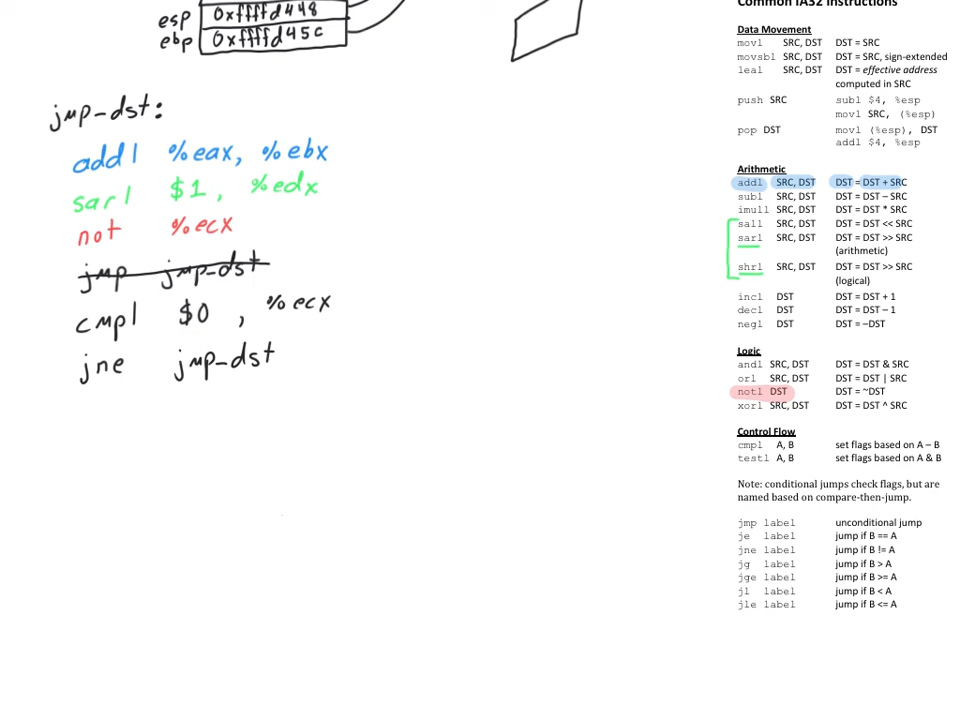 esp 0xffffd448
ebp 0xffffd45c
jmp-dst:
addl %eax, %ebx
sarl $1, %edx
not %ecx
jmp jmp-dst
cmpl $0, %ecx
jne jmp-dst
Common IA32 Instructions
Data Movement
movl SRC, DST DST = SRC
movsbl SRC, DST DST = SRC, sign-extended
leal SRC, DST DST = effective address
computed in SRC
push SRC subl $4, %esp
movl SRC, (%esp)
pop DST movl (%esp), DST
addl $4, %esp
Arithmetic
addl SRC, DST DST = DST + SRC
subl SRC, DST DST = DST – SRC
imull SRC, DST DST = DST * SRC
sall SRC, DST DST = DST << SRC
sarl SRC, DST DST = DST >> SRC
(arithmetic)
shrl SRC, DST DST = DST >> SRC
(logical)
incl DST DST = DST + 1
decl DST DST = DST – 1
negl DST DST = –DST
Logic
andl SRC, DST DST = DST & SRC
orl SRC, DST DST = DST | SRC
notl DST DST = ~DST
xorl SRC, DST DST = DST ^ SRC
Control Flow
cmpl A, B set flags based on A – B
testl A, B set flags based on A & B
Note: conditional jumps check flags, but are
named based on compare-then-jump.
jmp label unconditional jump
je label jump if B == A
jne label jump if B != A
jg label jump if B > A
jge label jump if B >= A
jl label jump if B < A
jle label jump if B <= A